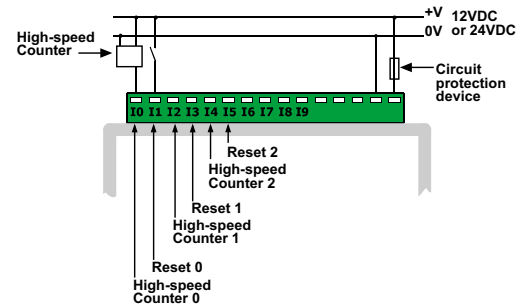 +V 12VDC
0V or 24VDC
High-speed
Counter
Circuit
protection
device
I0 I1 I2 I3 I4 I5 I6 I7 I8 I9
Reset 2
High-speed
Counter 2
Reset 1
High-speed
Counter 1
Reset 0
High-speed
Counter 0